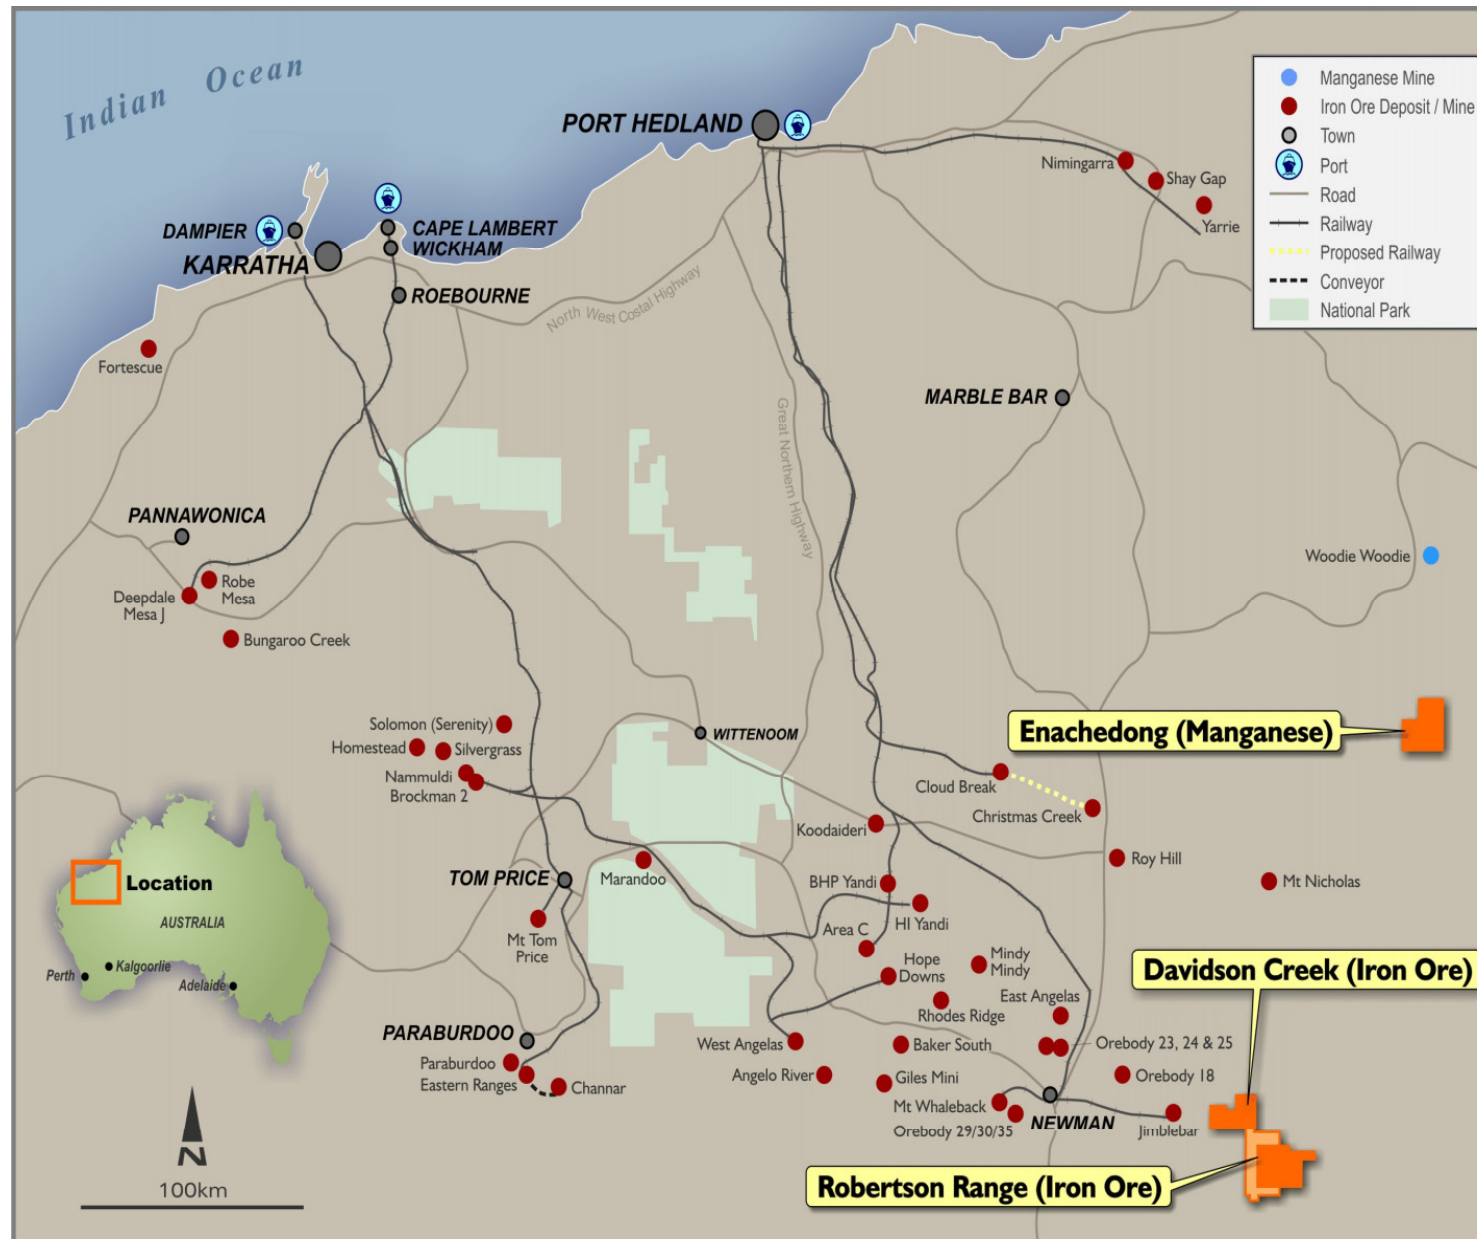 Indian Ocean
PORT HEDLAND
Manganese Mine
Iron Ore Deposit / Mine
Town
Port
Road
Railway
Proposed Railway
Conveyor
National Park
Nimingarra
Shay Gap
Yarrie
DAMPIER
CAPE LAMBERT
WICKHAM
KARRATHA
ROEBOURNE
North West Costal Highway
Fortescue
Great Northern Highway
MARBLE BAR
PANNAWONICA
Woodie Woodie
Robe
Mesa
Deepdale
Mesa J
Bungaroo Creek
Solomon (Serenity)
Homestead
Silvergrass
Nammuldi
Brockman 2
WITTENOOM
Enachedong (Manganese)
Cloud Break
Christmas Creek
Koodaideri
Roy Hill
Mt Nicholas
TOM PRICE
Marandoo
BHP Yandi
HI Yandi
Area C
Mt Tom
Price
Hope
Downs
Mindy
Mindy
Davidson Creek (Iron Ore)
East Angelas
Rhodes Ridge
PARABURDOO
West Angelas
Baker South
Orebody 23, 24 & 25
Paraburdoo
Eastern Ranges
Channar
Angelo River
Giles Mini
Orebody 18
Mt Whaleback
Orebody 29/30/35
NEWMAN
Jimblebar
Robertson Range (Iron Ore)
Location
AUSTRALIA
Perth
Kalgoorlie
Adelaide
N
100km